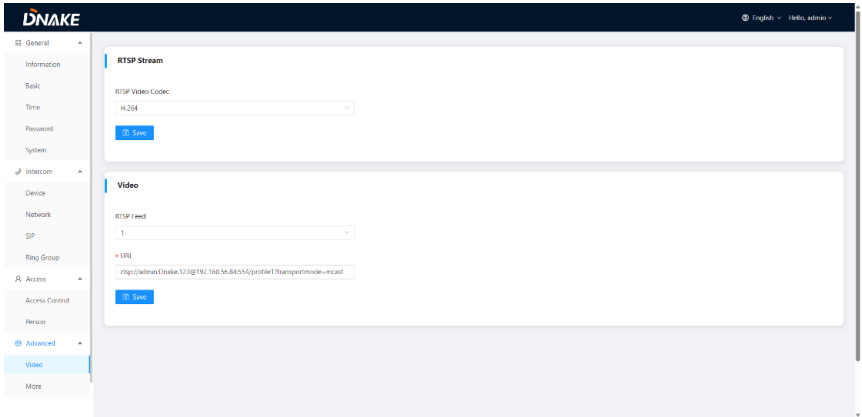 DNAKE
English
Hello, admin
General
Information
Basic
Time
Password
System
Intercom
Device
Network
SIP
Ring Group
Access
Access Control
Person
Advanced
Video
More
RTSP Stream
RTSP Video Codec
H.264
Save
Video
RTSP Feed
1
* URL
rtsp://admin:Dnake.123@192.168.56.84:554/profile1?transportmode=mcast
Save